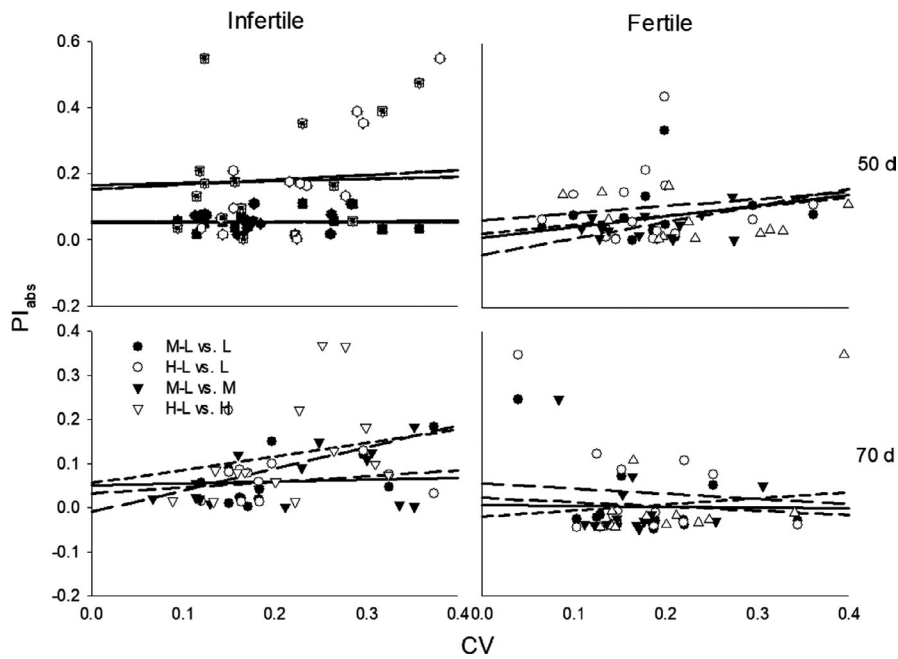 Infertile Fertile
0.6
0.4
0.2
0.0
-0.2
50 d
PI abs
0.4
0.3
0.2
0.1
0.0
-0.1
-0.2
M-L vs. L
H-L vs. L
M-L vs. M
H-L vs. H
70 d
0.0 0.1 0.2 0.3 0.4 0.0 0.1 0.2 0.3 0.4
CV